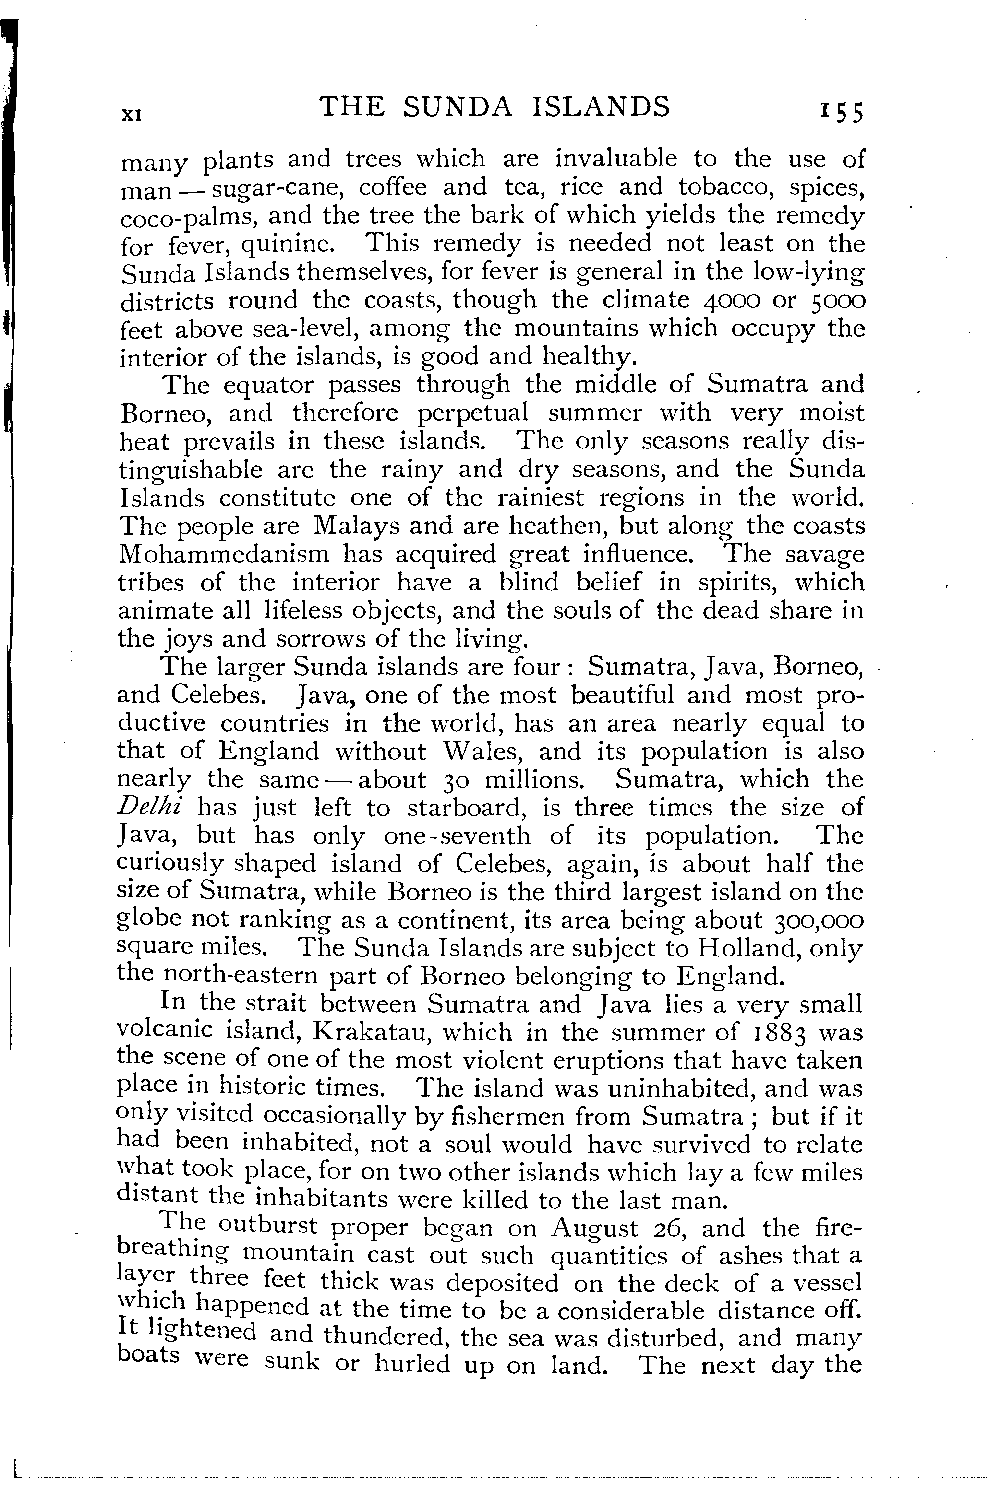 XI THE SUNDA ISLANDS 155
many plants and trees which are invaluable to the use of
man — sugar-cane, coffee and tea, rice and tobacco, spices,
coco-palms, and the tree the bark of which yields the remedy
for fever, quinine. This remedy is needed not least on the
Sunda Islands themselves, for fever is general in the low-lying
districts round the coasts, though the climate 4000 or 5000
feet above sea-level, among the mountains which occupy the
interior of the islands, is good and healthy.
The equator passes through the middle of Sumatra and
Borneo, and therefore perpetual summer with very moist
heat prevails in these islands. The only seasons really dis-
tinguishable are the rainy and dry seasons, and the Sunda
Islands constitute one of the rainiest regions in the world.
The people are Malays and are heathen, but along the coasts
Mohammedanism has acquired great influence. The savage
tribes of the interior have a blind belief in spirits, which
animate all lifeless objects, and the souls of the dead share in
the joys and sorrows of the living.
The larger Sunda islands are four : Sumatra, Java, Borneo,
and Celebes. Java, one of the most beautiful and most pro-
ductive countries in the world, has an area nearly equal to
that of England without Wales, and its population is also
nearly the same — about 30 millions. Sumatra, which the
Delhi has just left to starboard, is three times the size of
Java, but has only one-seventh of its population. The
curiously shaped island of Celebes, again, is about half the
size of Sumatra, while Borneo is the third largest island on the
globe not ranking as a continent, its area being about 300,000
square miles. The Sunda Islands are subject to Holland, only
the north-eastern part of Borneo belonging to England.
In the strait between Sumatra and Java lies a very small
volcanic island, Krakatau, which in the summer of 1883 was
the scene of one of the most violent eruptions that have taken
place in historic times. The island was uninhabited, and was
only visited occasionally by fishermen from Sumatra ; but if it
had been inhabited, not a soul would have survived to relate
what took place, for on two other islands which lay a few miles
distant the inhabitants were killed to the last man.
The outburst proper began on August 26, and the fire-
breathing mountain cast out such quantities of ashes that a
layer three feet thick was deposited on the deck of a vessel
which happened at the time to be a considerable distance off.
It lightened and thundered, the sea was disturbed, and many
boats were sunk or hurled up on land. The next day the